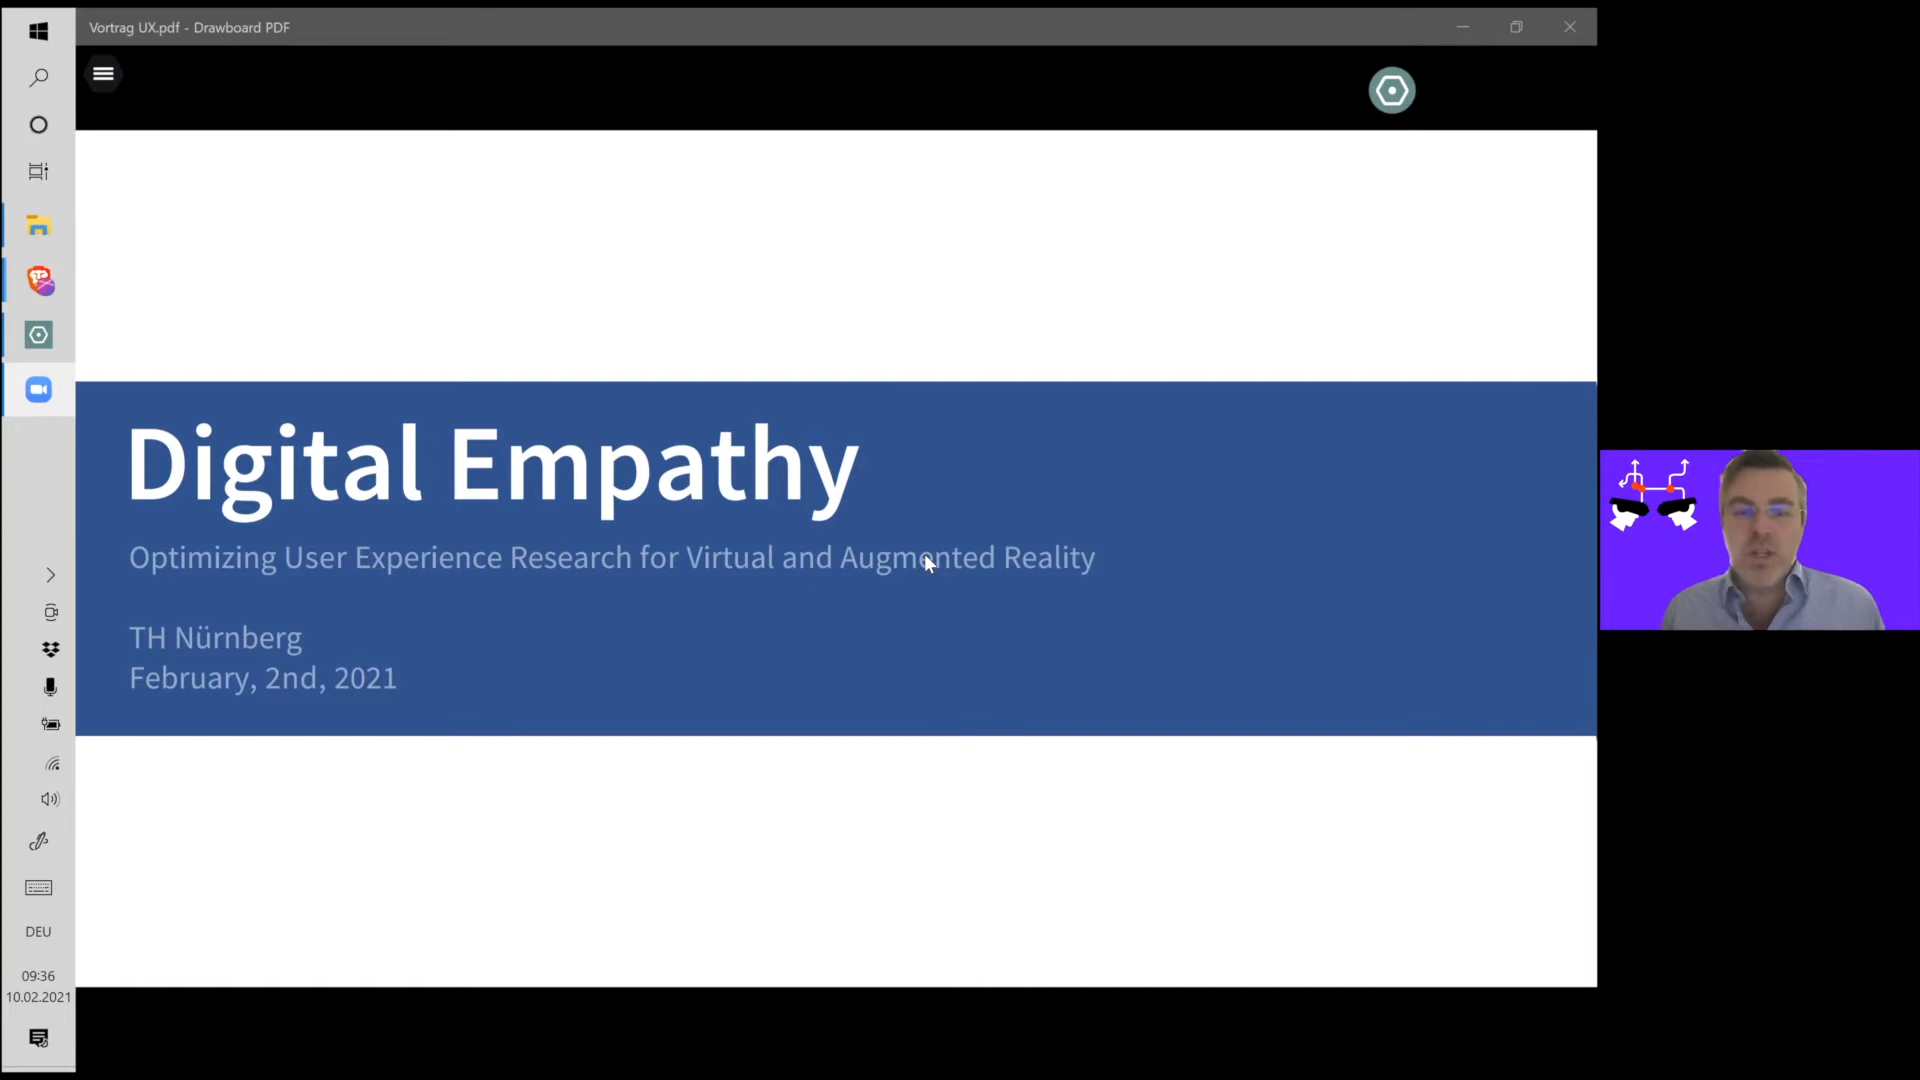 Vortrag UX.pdf - Drawboard PDF
Digital Empathy
Optimizing User Experience Research for Virtual and Augmented Reality
TH Nürnberg
February, 2nd, 2021
DEU
09:36
10.02.2021